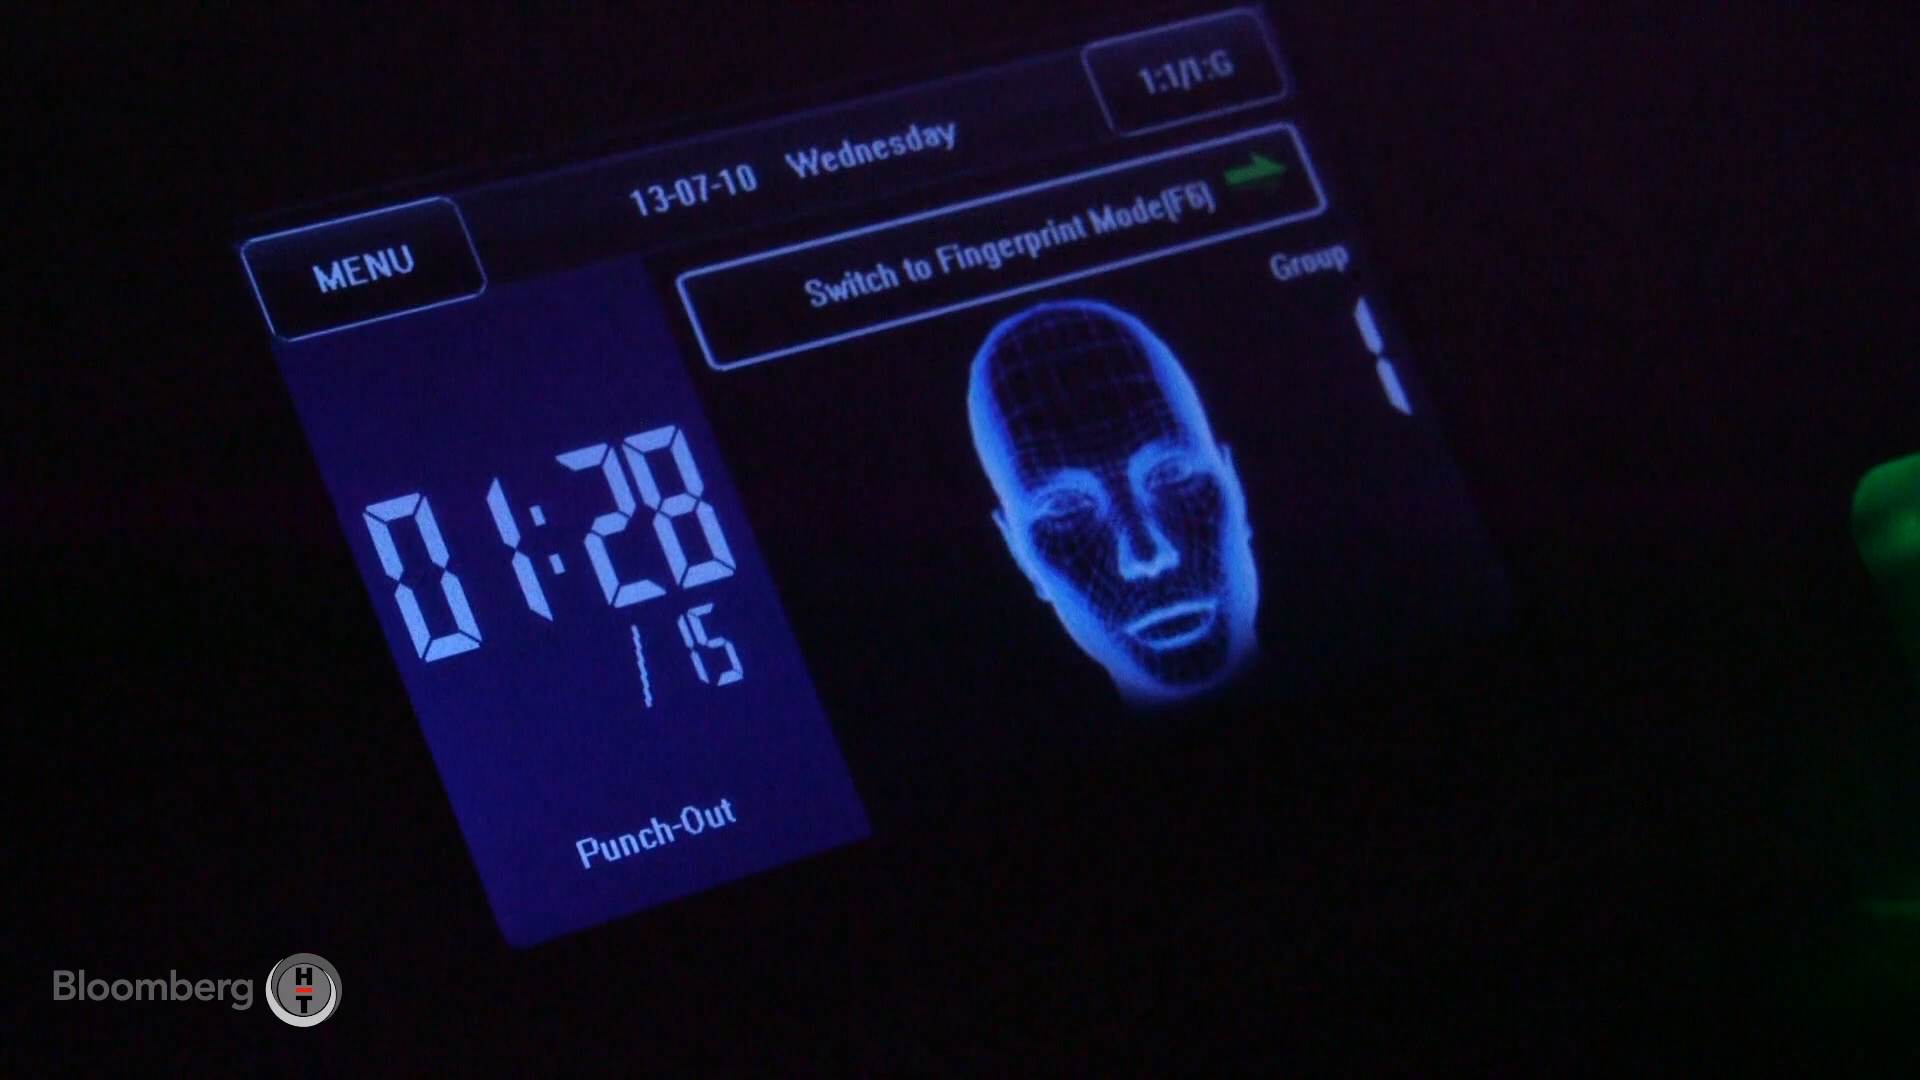 1:1/1:G
13-07-10 Wednesday
MENU
Switch to Fingerprint Mode(F6)
Group
1
01:28
/ 15
Punch-Out
Bloomberg HT